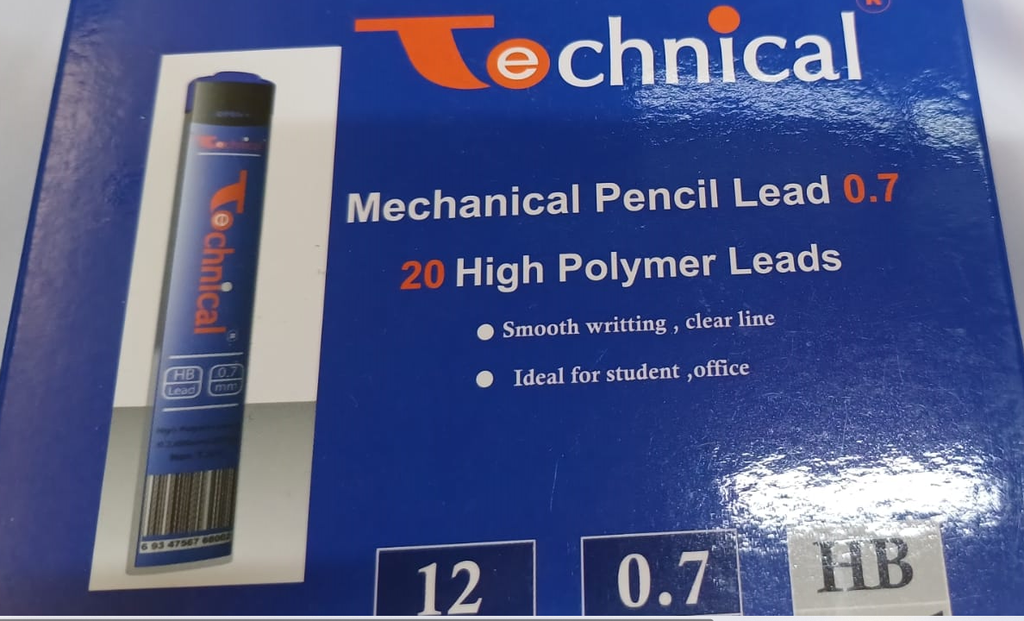 Technical
R
Mechanical Pencil Lead 0.7
20 High Polymer Leads
Smooth writting , clear line
Ideal for student ,office
Technical
Technical
HB
Lead
0.7
mm
12
0.7
HB